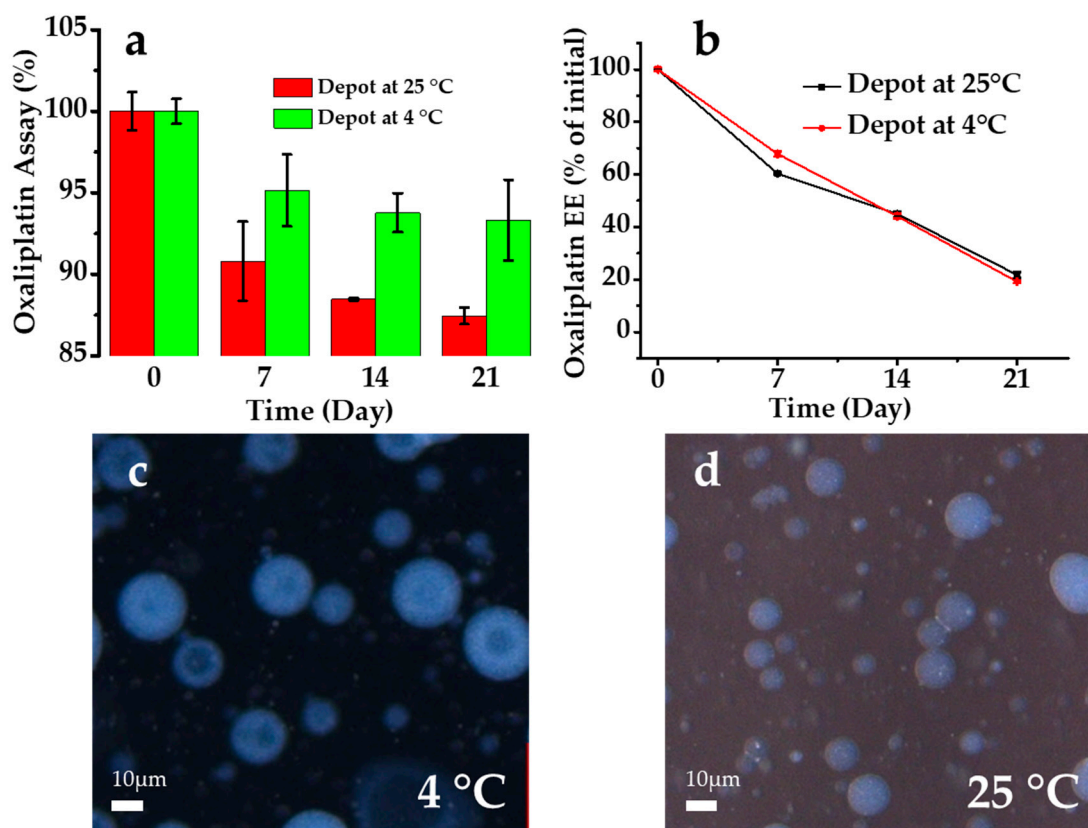 a
Oxaliplatin Assay (%)
105
100
95
90
85
Depot at 25 °C
Depot at 4 °C
0 7 14 21
Time (Day)
b
Oxaliplatin EE (% of initial)
100
80
60
40
20
0
Depot at 25°C
Depot at 4°C
0 7 14 21
Time (Day)
c
10µm
4 °C
d
10µm
25 °C